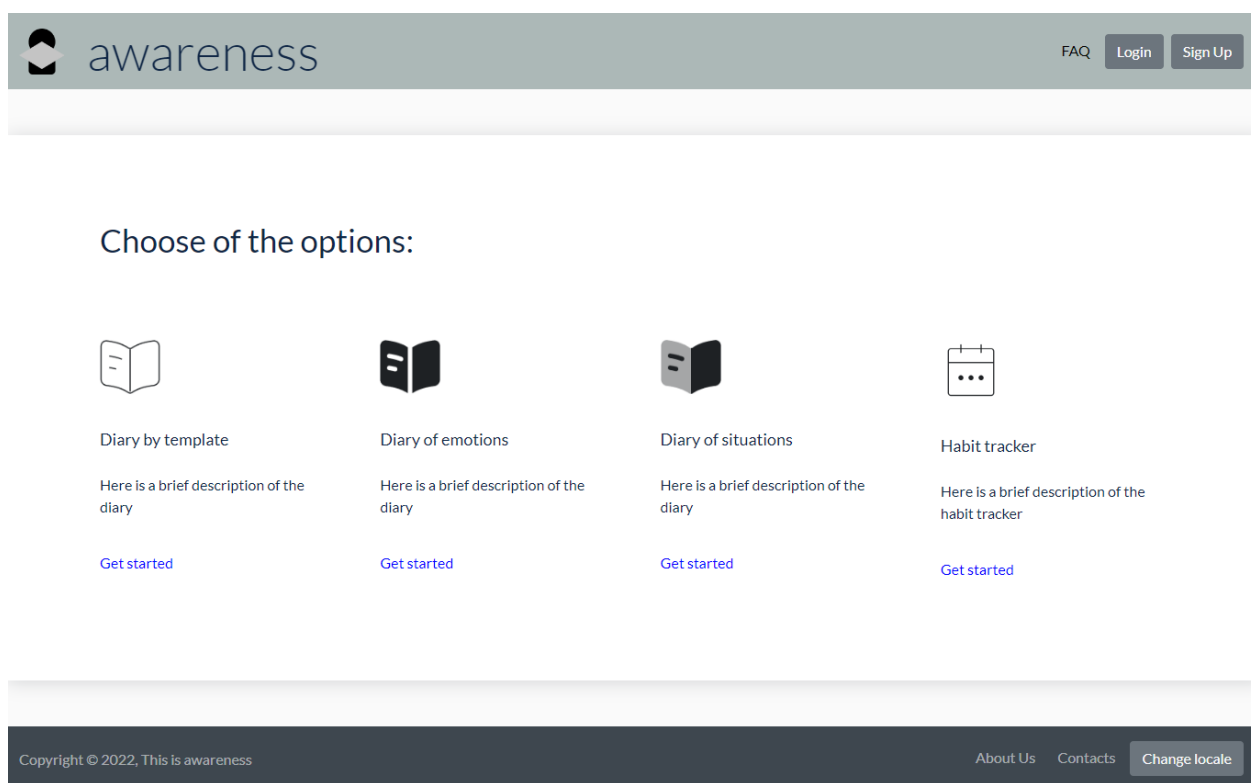 awareness
FAQ
Login
Sign Up
Choose of the options:
Diary by template
Here is a brief description of the
diary
Get started
Diary of emotions
Here is a brief description of the
diary
Get started
Diary of situations
Here is a brief description of the
diary
Get started
Habit tracker
Here is a brief description of the
habit tracker
Get started
Copyright © 2022, This is awareness
About Us
Contacts
Change locale